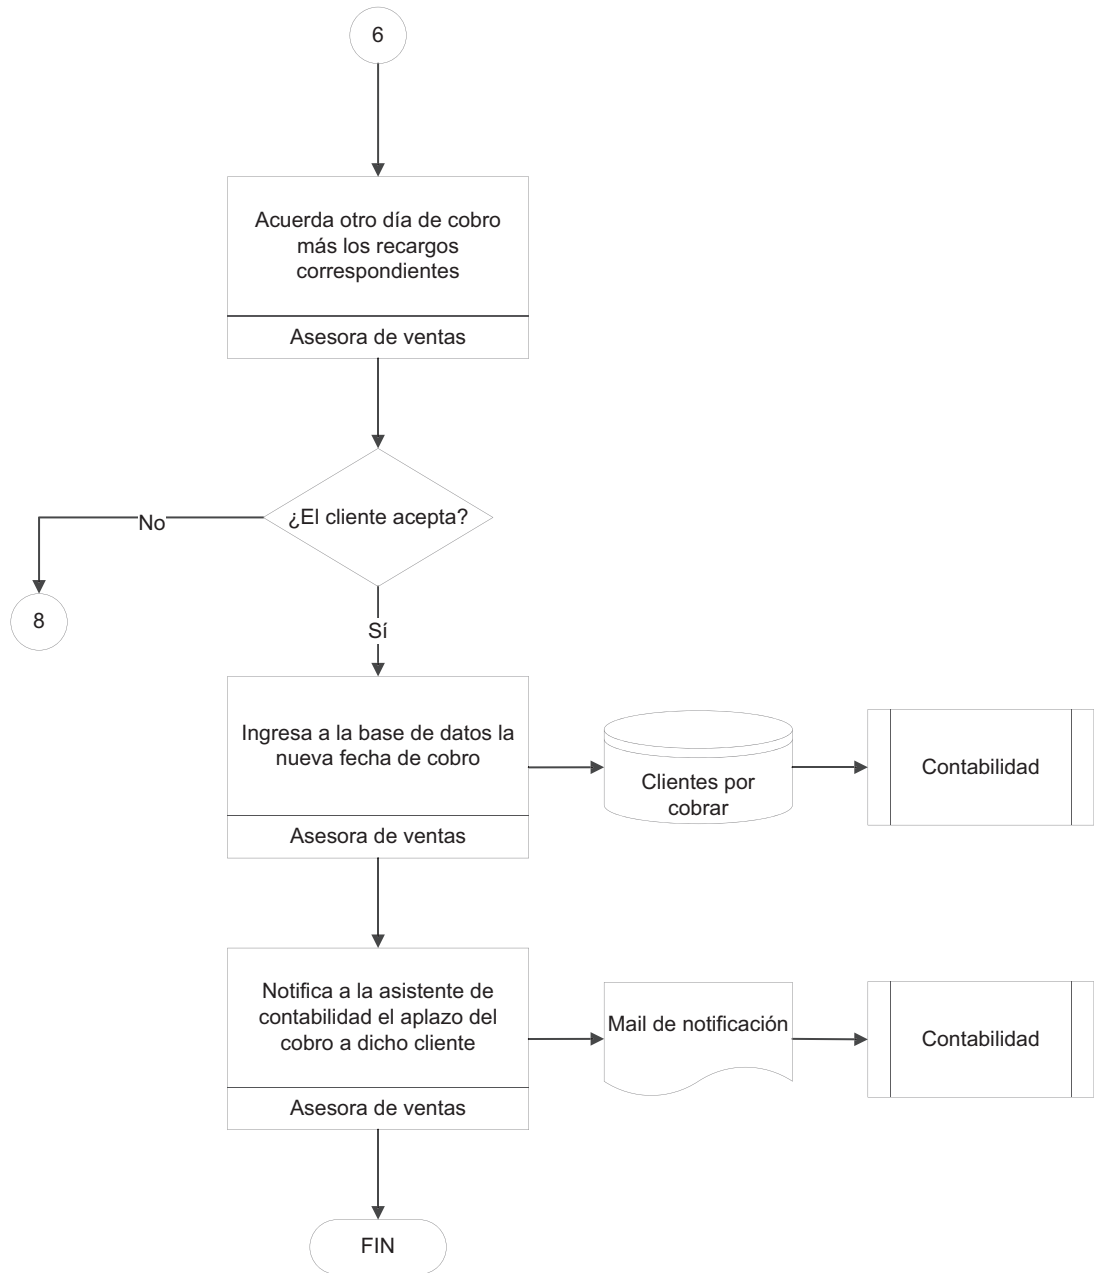 6
Acuerda otro día de cobro
más los recargos
correspondientes
Asesora de ventas
¿El cliente acepta?
No
8
Sí
Ingresa a la base de datos la
nueva fecha de cobro
Asesora de ventas
Clientes por
cobrar
Contabilidad
Notifica a la asistente de
contabilidad el aplazo del
cobro a dicho cliente
Asesora de ventas
Mail de notificación
Contabilidad
FIN